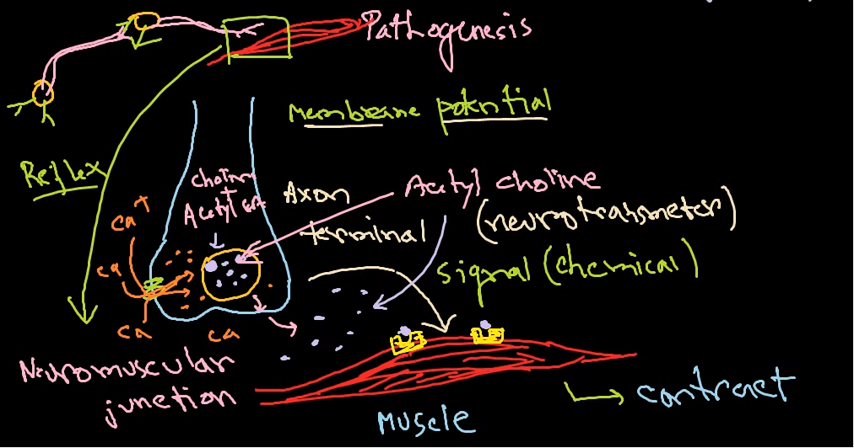 Pathogenesis
Membrane potential
Reflex
choline
+
Acetyl
Axon
terminal
Acetyl choline
(neurotransmeter)
signal (chemical)
ca+
ca
ca
ca
Neuromuscular
junction
Muscle
contract